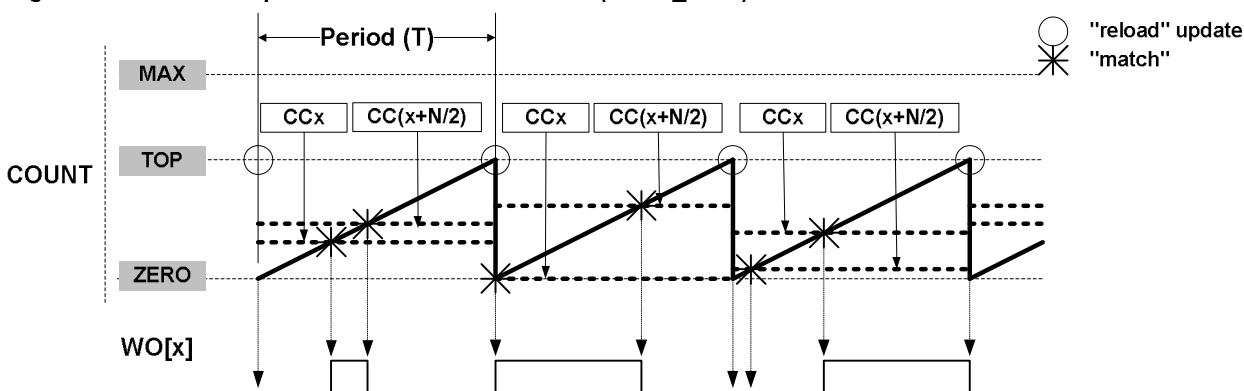 Period (T)
"reload" update
"match"
MAX
CCx
CC(x+N/2)
CCx
CC(x+N/2)
CCx
CC(x+N/2)
TOP
COUNT
ZERO
WO[x]